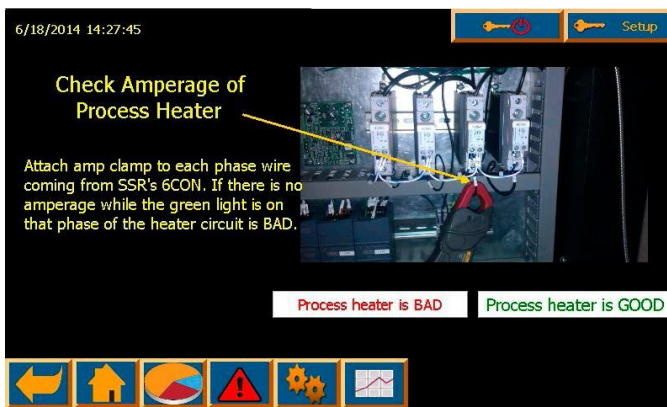 6/18/2014 14:27:45
Setup
Check Amperage of
Process Heater
Attach amp clamp to each phase wire
coming from SSR's 6CON. If there is no
amperage while the green light is on
that phase of the heater circuit is BAD.
Process heater is BAD
Process heater is GOOD